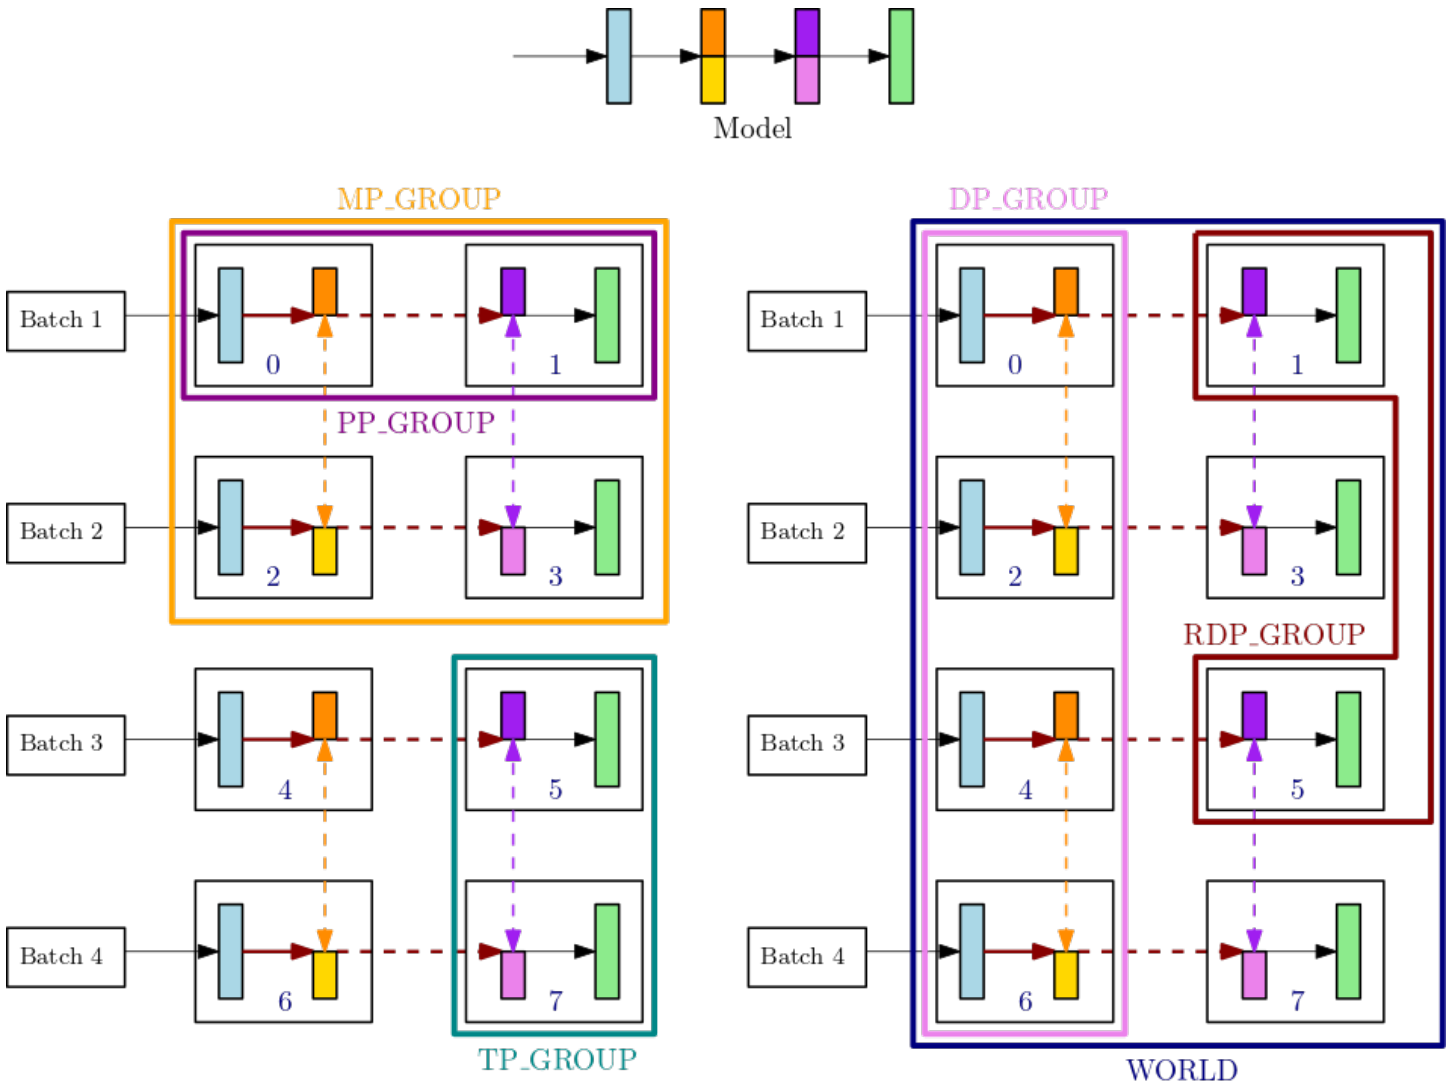 Model
MP_GROUP
DP_GROUP
Batch 1
0
1
Batch 1
0
1
PP_GROUP
Batch 2
2
3
Batch 2
2
3
RDP_GROUP
Batch 3
4
5
Batch 3
4
5
Batch 4
6
7
Batch 4
6
7
TP_GROUP
WORLD